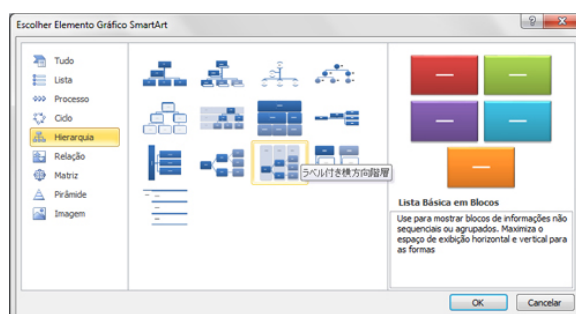 Escolher Elemento Gráfico SmartArt
Tudo
Lista
Processo
Ciclo
Hierarquia
Relação
Matriz
Pirâmide
Imagem
ラベル付き横方向階層
Lista Básica em Blocos
Use para mostrar blocos de informações não
sequenciais ou agrupados. Maximiza o
espaço de exibição horizontal e vertical para
as formas
OK
Cancelar